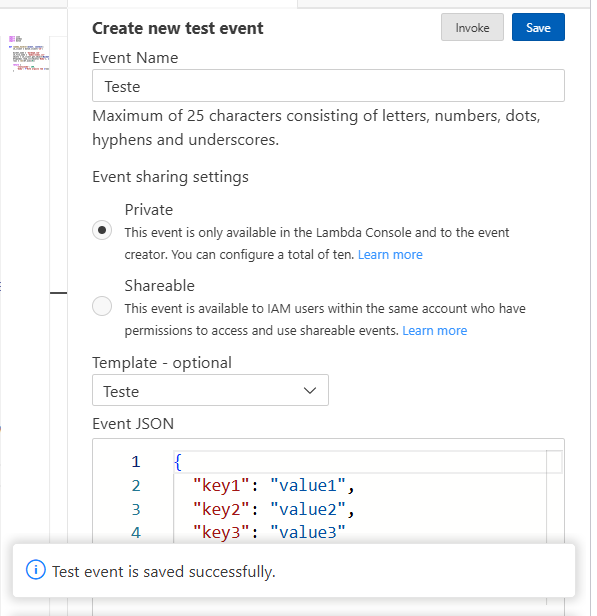 Create new test event
Invoke
Save
Event Name
Teste
Maximum of 25 characters consisting of letters, numbers, dots,
hyphens and underscores.
Event sharing settings
Private
This event is only available in the Lambda Console and to the event
creator. You can configure a total of ten. Learn more
Shareable
This event is available to IAM users within the same account who have
permissions to access and use shareable events. Learn more
Template - optional
Teste
Event JSON
1 {
2 "key1": "value1",
3 "key2": "value2",
4 "key3": "value3"
Test event is saved successfully.